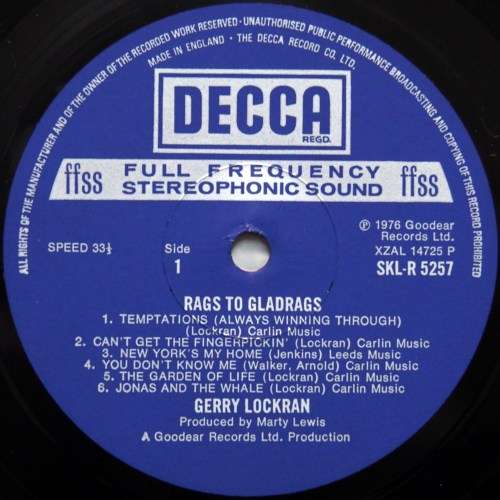 ALL RIGHTS OF THE MANUFACTURER AND OF THE OWNER OF THE RECORDED WORK RESERVED · UNAUTHORISED PUBLIC PERFORMANCE BROADCASTING AND COPYING OF THIS RECORD PROHIBITED
MADE IN ENGLAND · THE DECCA RECORD CO. LTD.
DECCA
REGD.
ffss FULL FREQUENCY ffss
STEREOPHONIC SOUND
SPEED 33⅓
Side
1
℗ 1976 Goodear
Records Ltd.
XZAL 14725 P
SKL-R 5257
RAGS TO GLADRAGS
1. TEMPTATIONS (ALWAYS WINNING THROUGH)
(Lockran) Carlin Music
2. CAN'T GET THE FINGERPICKIN' (Lockran) Carlin Music
3. NEW YORK'S MY HOME (Jenkins) Leeds Music
4. YOU DON'T KNOW ME (Walker, Arnold) Carlin Music
5. THE GARDEN OF LIFE (Lockran) Carlin Music
6. JONAS AND THE WHALE (Lockran) Carlin Music
GERRY LOCKRAN
Produced by Marty Lewis
A Goodear Records Ltd. Production